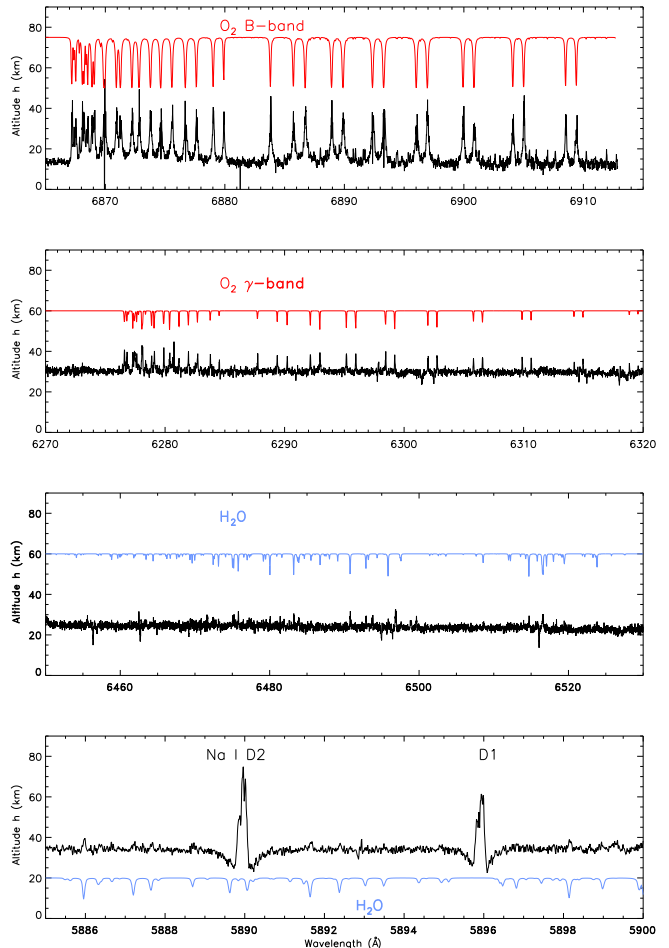 O₂ B-band
Altitude h (km)
80
60
40
20
0
6870 6880 6890 6900 6910
O₂ γ-band
Altitude h (km)
80
60
40
20
0
6270 6280 6290 6300 6310 6320
H₂O
Altitude h (km)
80
60
40
20
0
6460 6480 6500 6520
Na I D2 D1
Altitude h (km)
80
60
40
20
0
H₂O
5886 5888 5890 5892 5894 5896 5898 5900
Wavelength (Å)